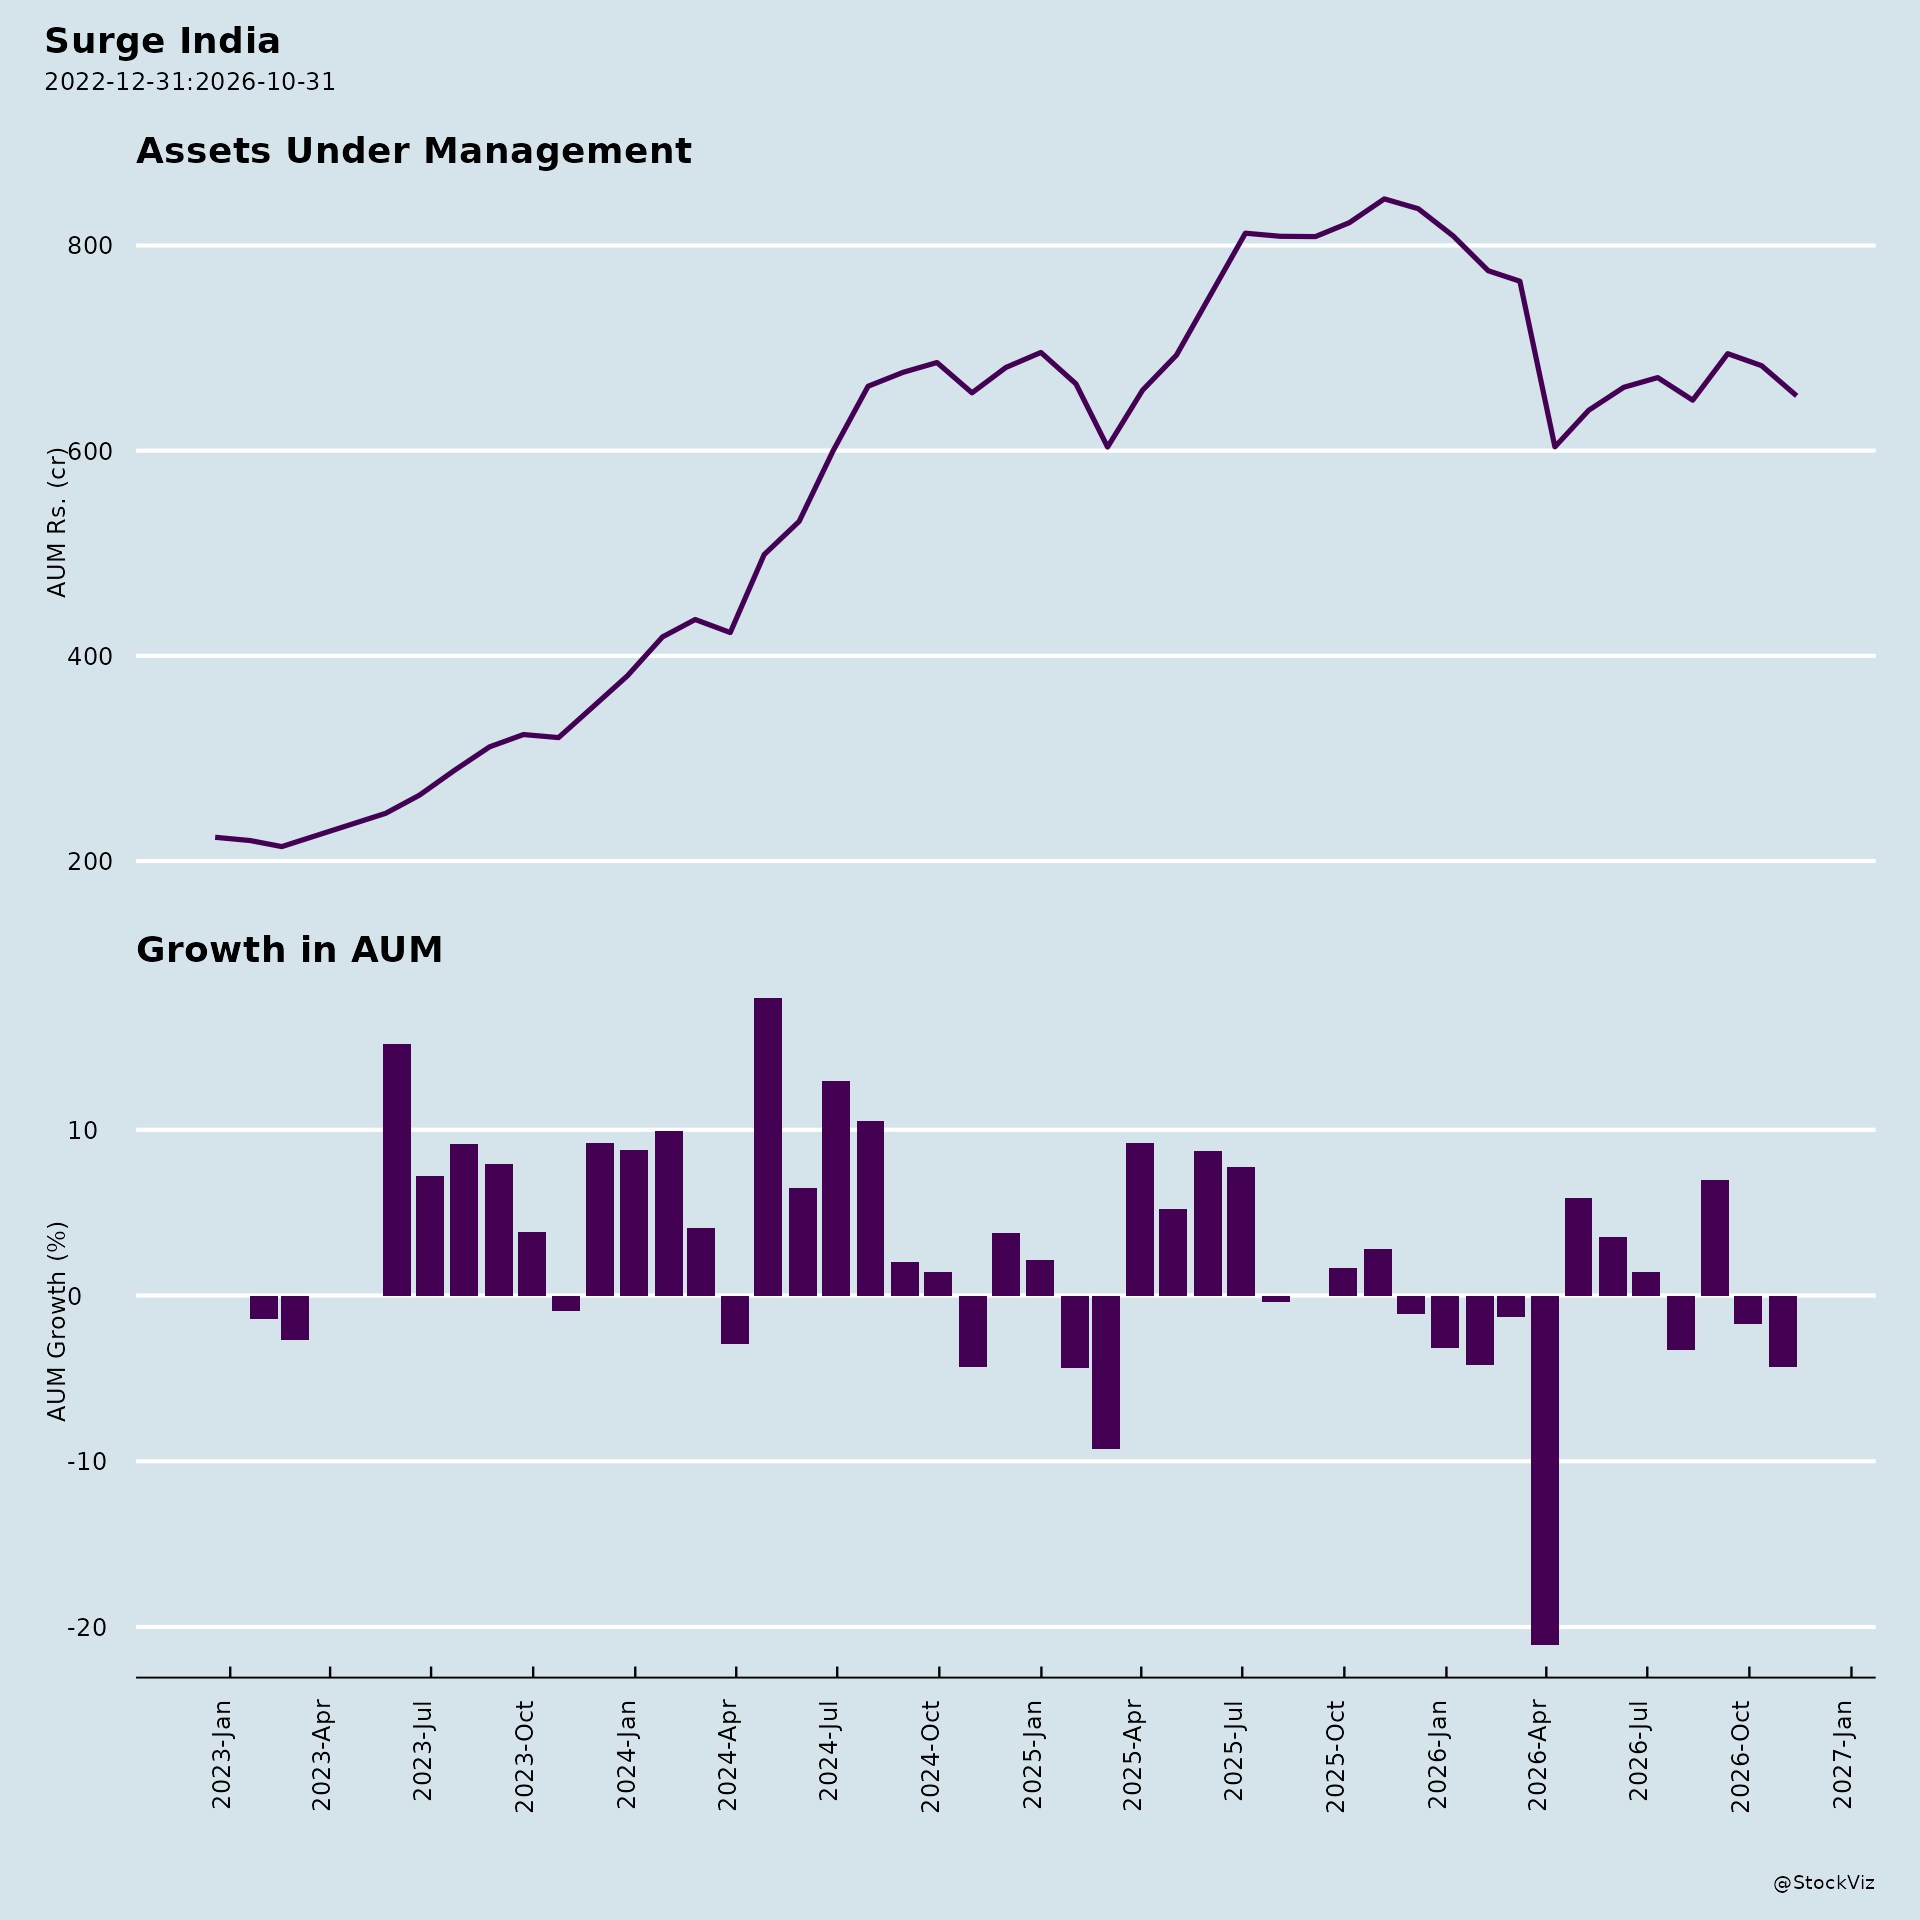 Surge India
2022-12-31:2026-10-31
Assets Under Management
800
600
400
200
AUM Rs. (cr)
Growth in AUM
10
0
-10
-20
AUM Growth (%)
2023-Jan
2023-Apr
2023-Jul
2023-Oct
2024-Jan
2024-Apr
2024-Jul
2024-Oct
2025-Jan
2025-Apr
2025-Jul
2025-Oct
2026-Jan
2026-Apr
2026-Jul
2026-Oct
2027-Jan
@StockViz